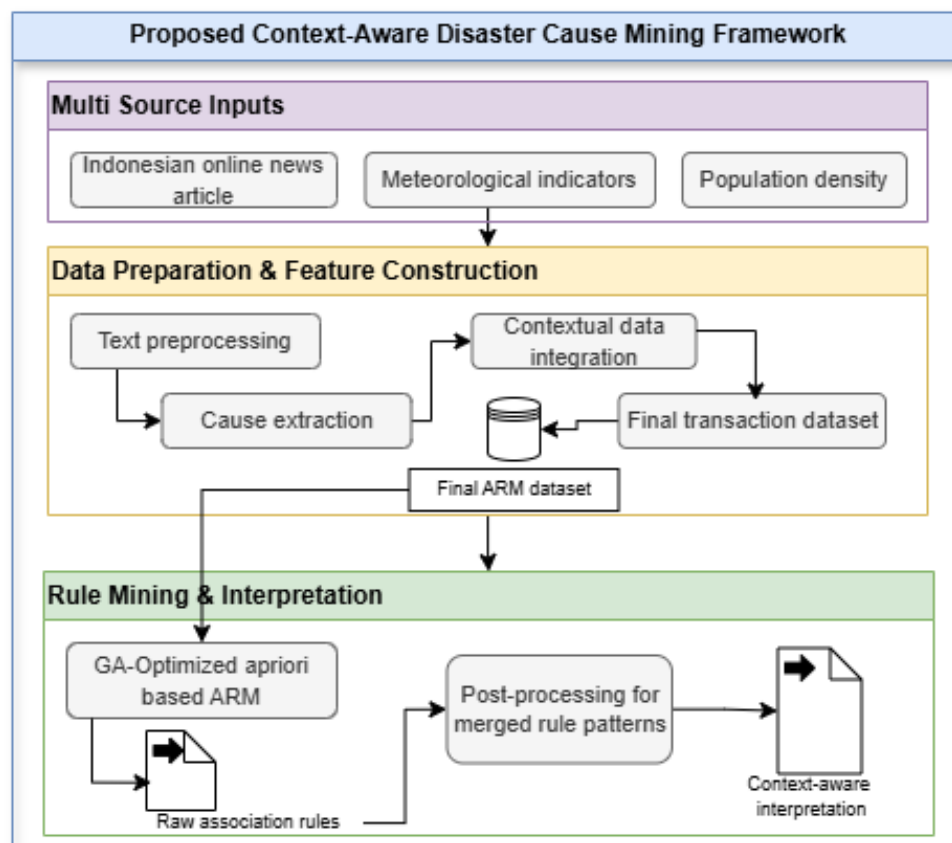 Proposed Context-Aware Disaster Cause Mining Framework
Multi Source Inputs
Indonesian online news
article
Meteorological indicators
Population density
Data Preparation & Feature Construction
Text preprocessing
Contextual data
integration
Cause extraction
Final transaction dataset
Final ARM dataset
Rule Mining & Interpretation
GA-Optimized apriori
based ARM
Post-processing for
merged rule patterns
Raw association rules
Context-aware
interpretation